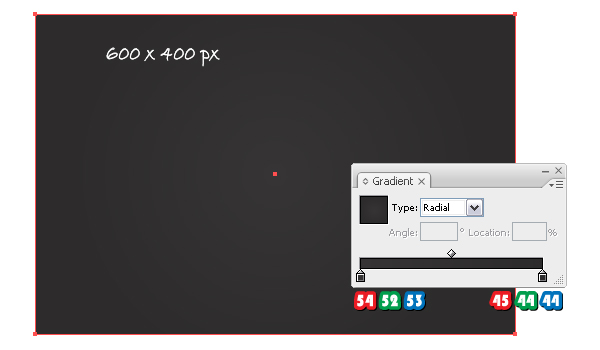 600 x 400 px
Gradient
Type: Radial
Angle: ° Location: %
54 52 53 45 44 44